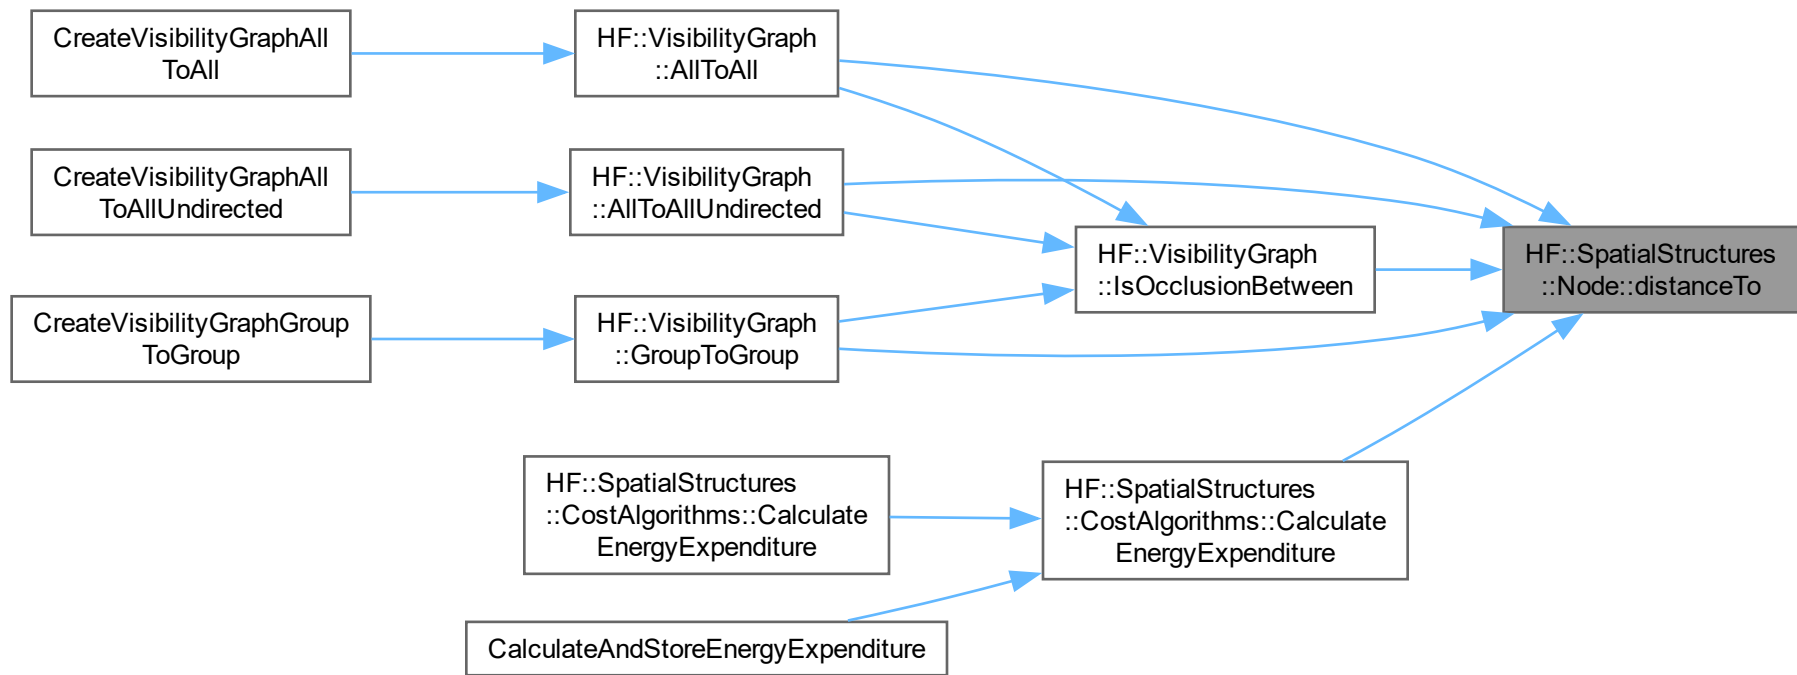 CreateVisibilityGraphAll
ToAll
HF::VisibilityGraph
::AllToAll
CreateVisibilityGraphAll
ToAllUndirected
HF::VisibilityGraph
::AllToAllUndirected
HF::VisibilityGraph
::IsOcclusionBetween
HF::SpatialStructures
::Node::distanceTo
CreateVisibilityGraphGroup
ToGroup
HF::VisibilityGraph
::GroupToGroup
HF::SpatialStructures
::CostAlgorithms::Calculate
EnergyExpenditure
HF::SpatialStructures
::CostAlgorithms::Calculate
EnergyExpenditure
CalculateAndStoreEnergyExpenditure